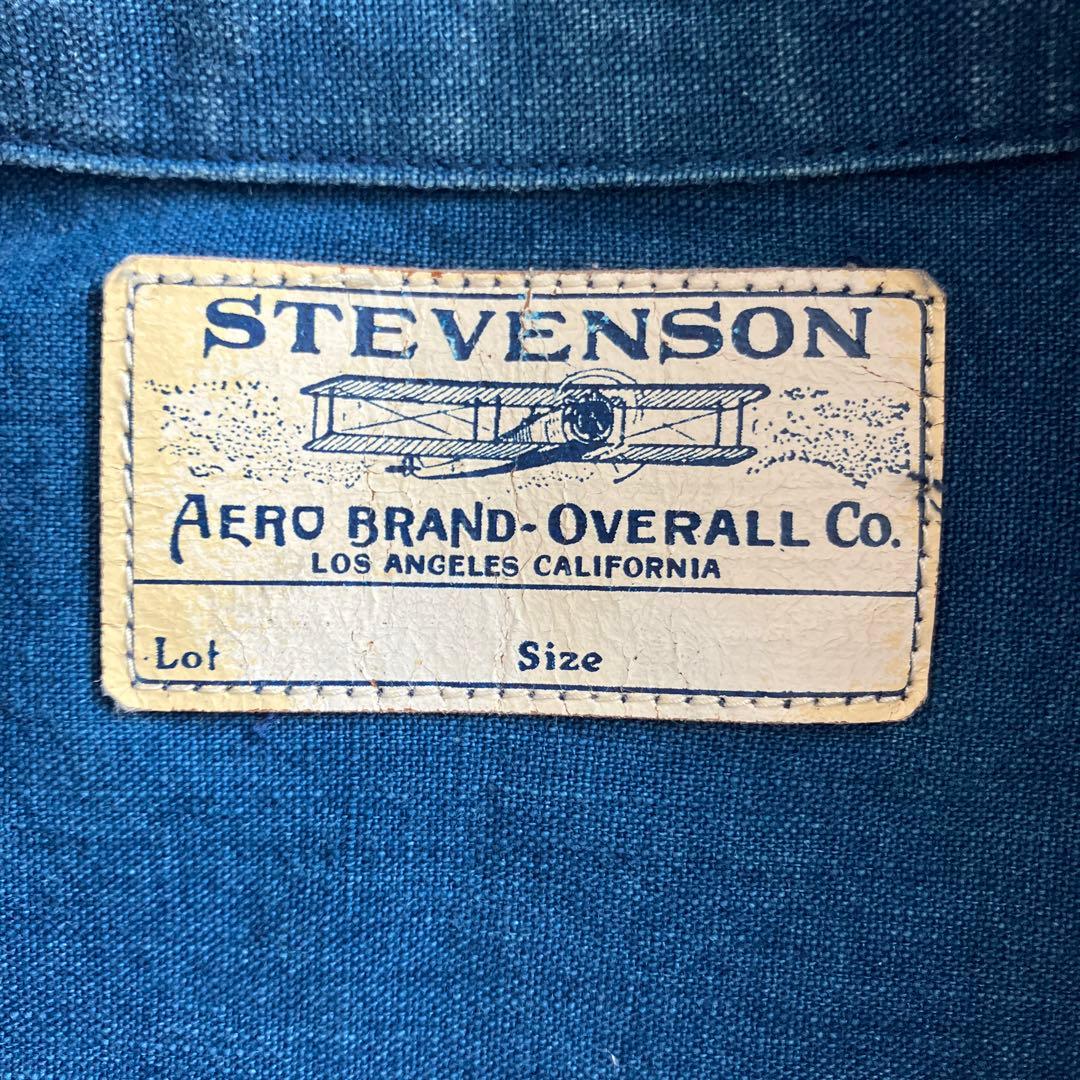 STEVENSON
AERO BRAND-OVERALL CO.
LOS ANGELES CALIFORNIA
Lot Size